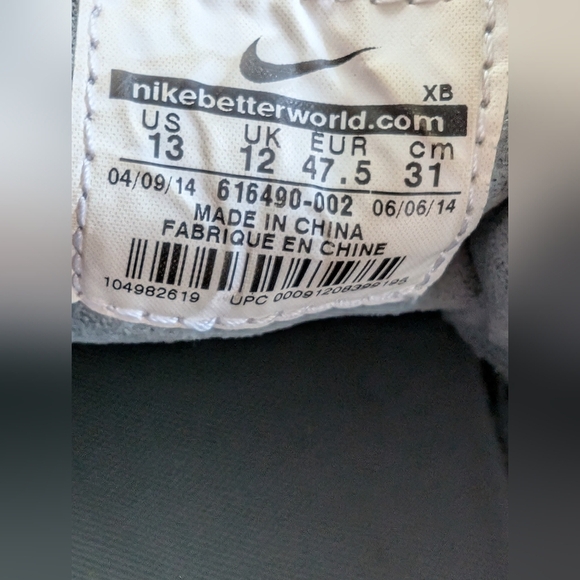 XB
nikebetterworld.com
US UK EUR cm
13 12 47.5 31
04/09/14 616490-002 06/06/14
MADE IN CHINA
FABRIQUE EN CHINE
104982619 UPC 00091208399195